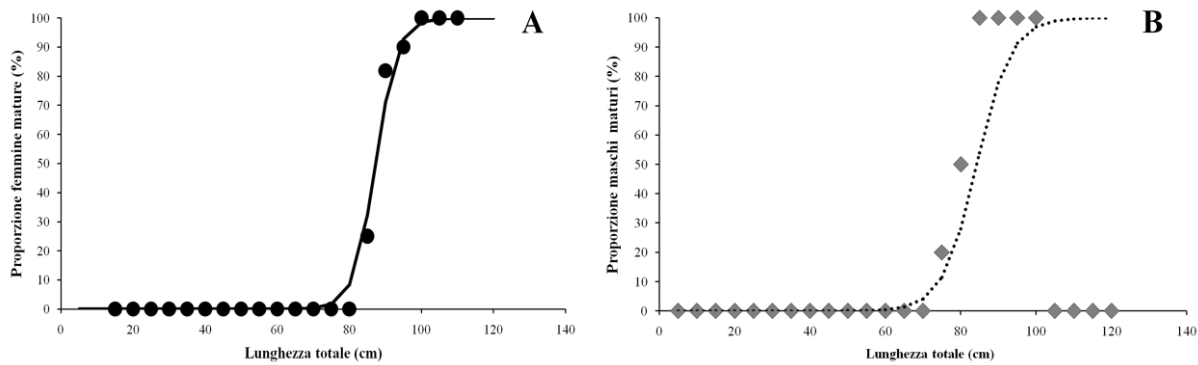 A
Proporzione femmine mature (%)
100
90
80
70
60
50
40
30
20
10
0
0 20 40 60 80 100 120 140
Lunghezza totale (cm)
B
Proporzione maschi maturi (%)
100
90
80
70
60
50
40
30
20
10
0
0 20 40 60 80 100 120 140
Lunghezza totale (cm)